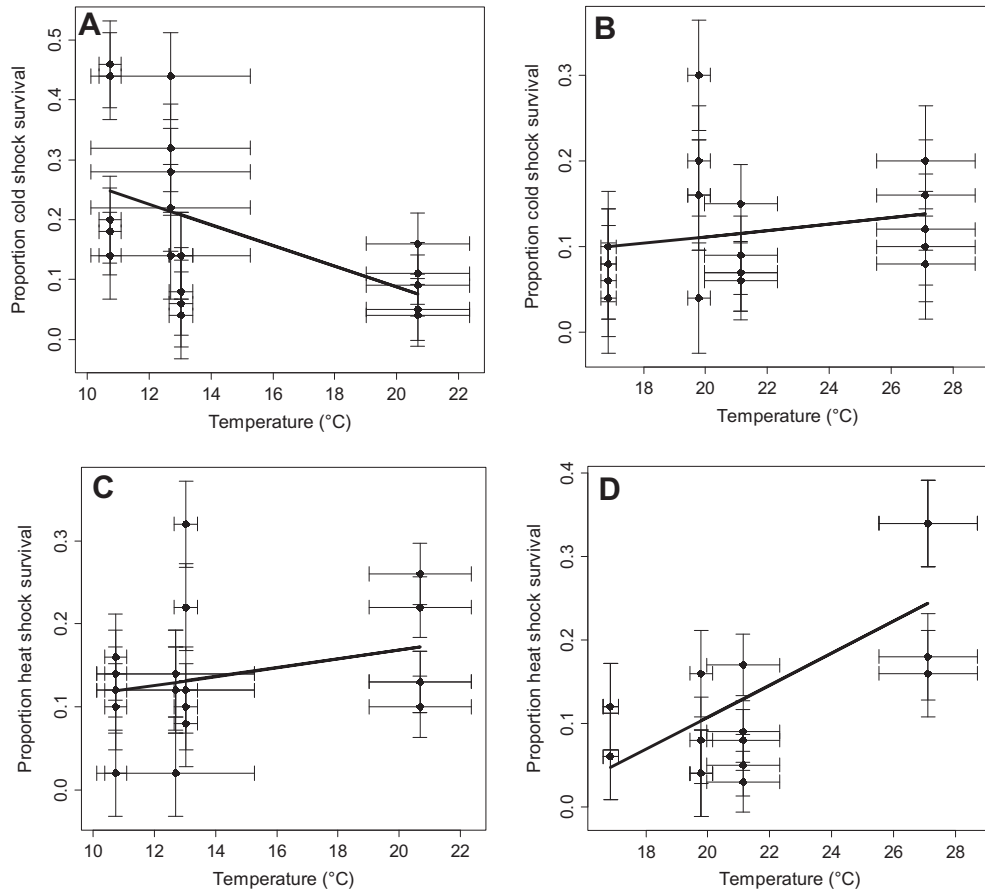 A
Proportion cold shock survival
0.0 0.1 0.2 0.3 0.4 0.5
10 12 14 16 18 20 22
Temperature (°C)
B
Proportion cold shock survival
0.0 0.1 0.2 0.3
18 20 22 24 26 28
Temperature (°C)
C
Proportion heat shock survival
0.0 0.1 0.2 0.3
10 12 14 16 18 20 22
Temperature (°C)
D
Proportion heat shock survival
0.0 0.1 0.2 0.3 0.4
18 20 22 24 26 28
Temperature (°C)